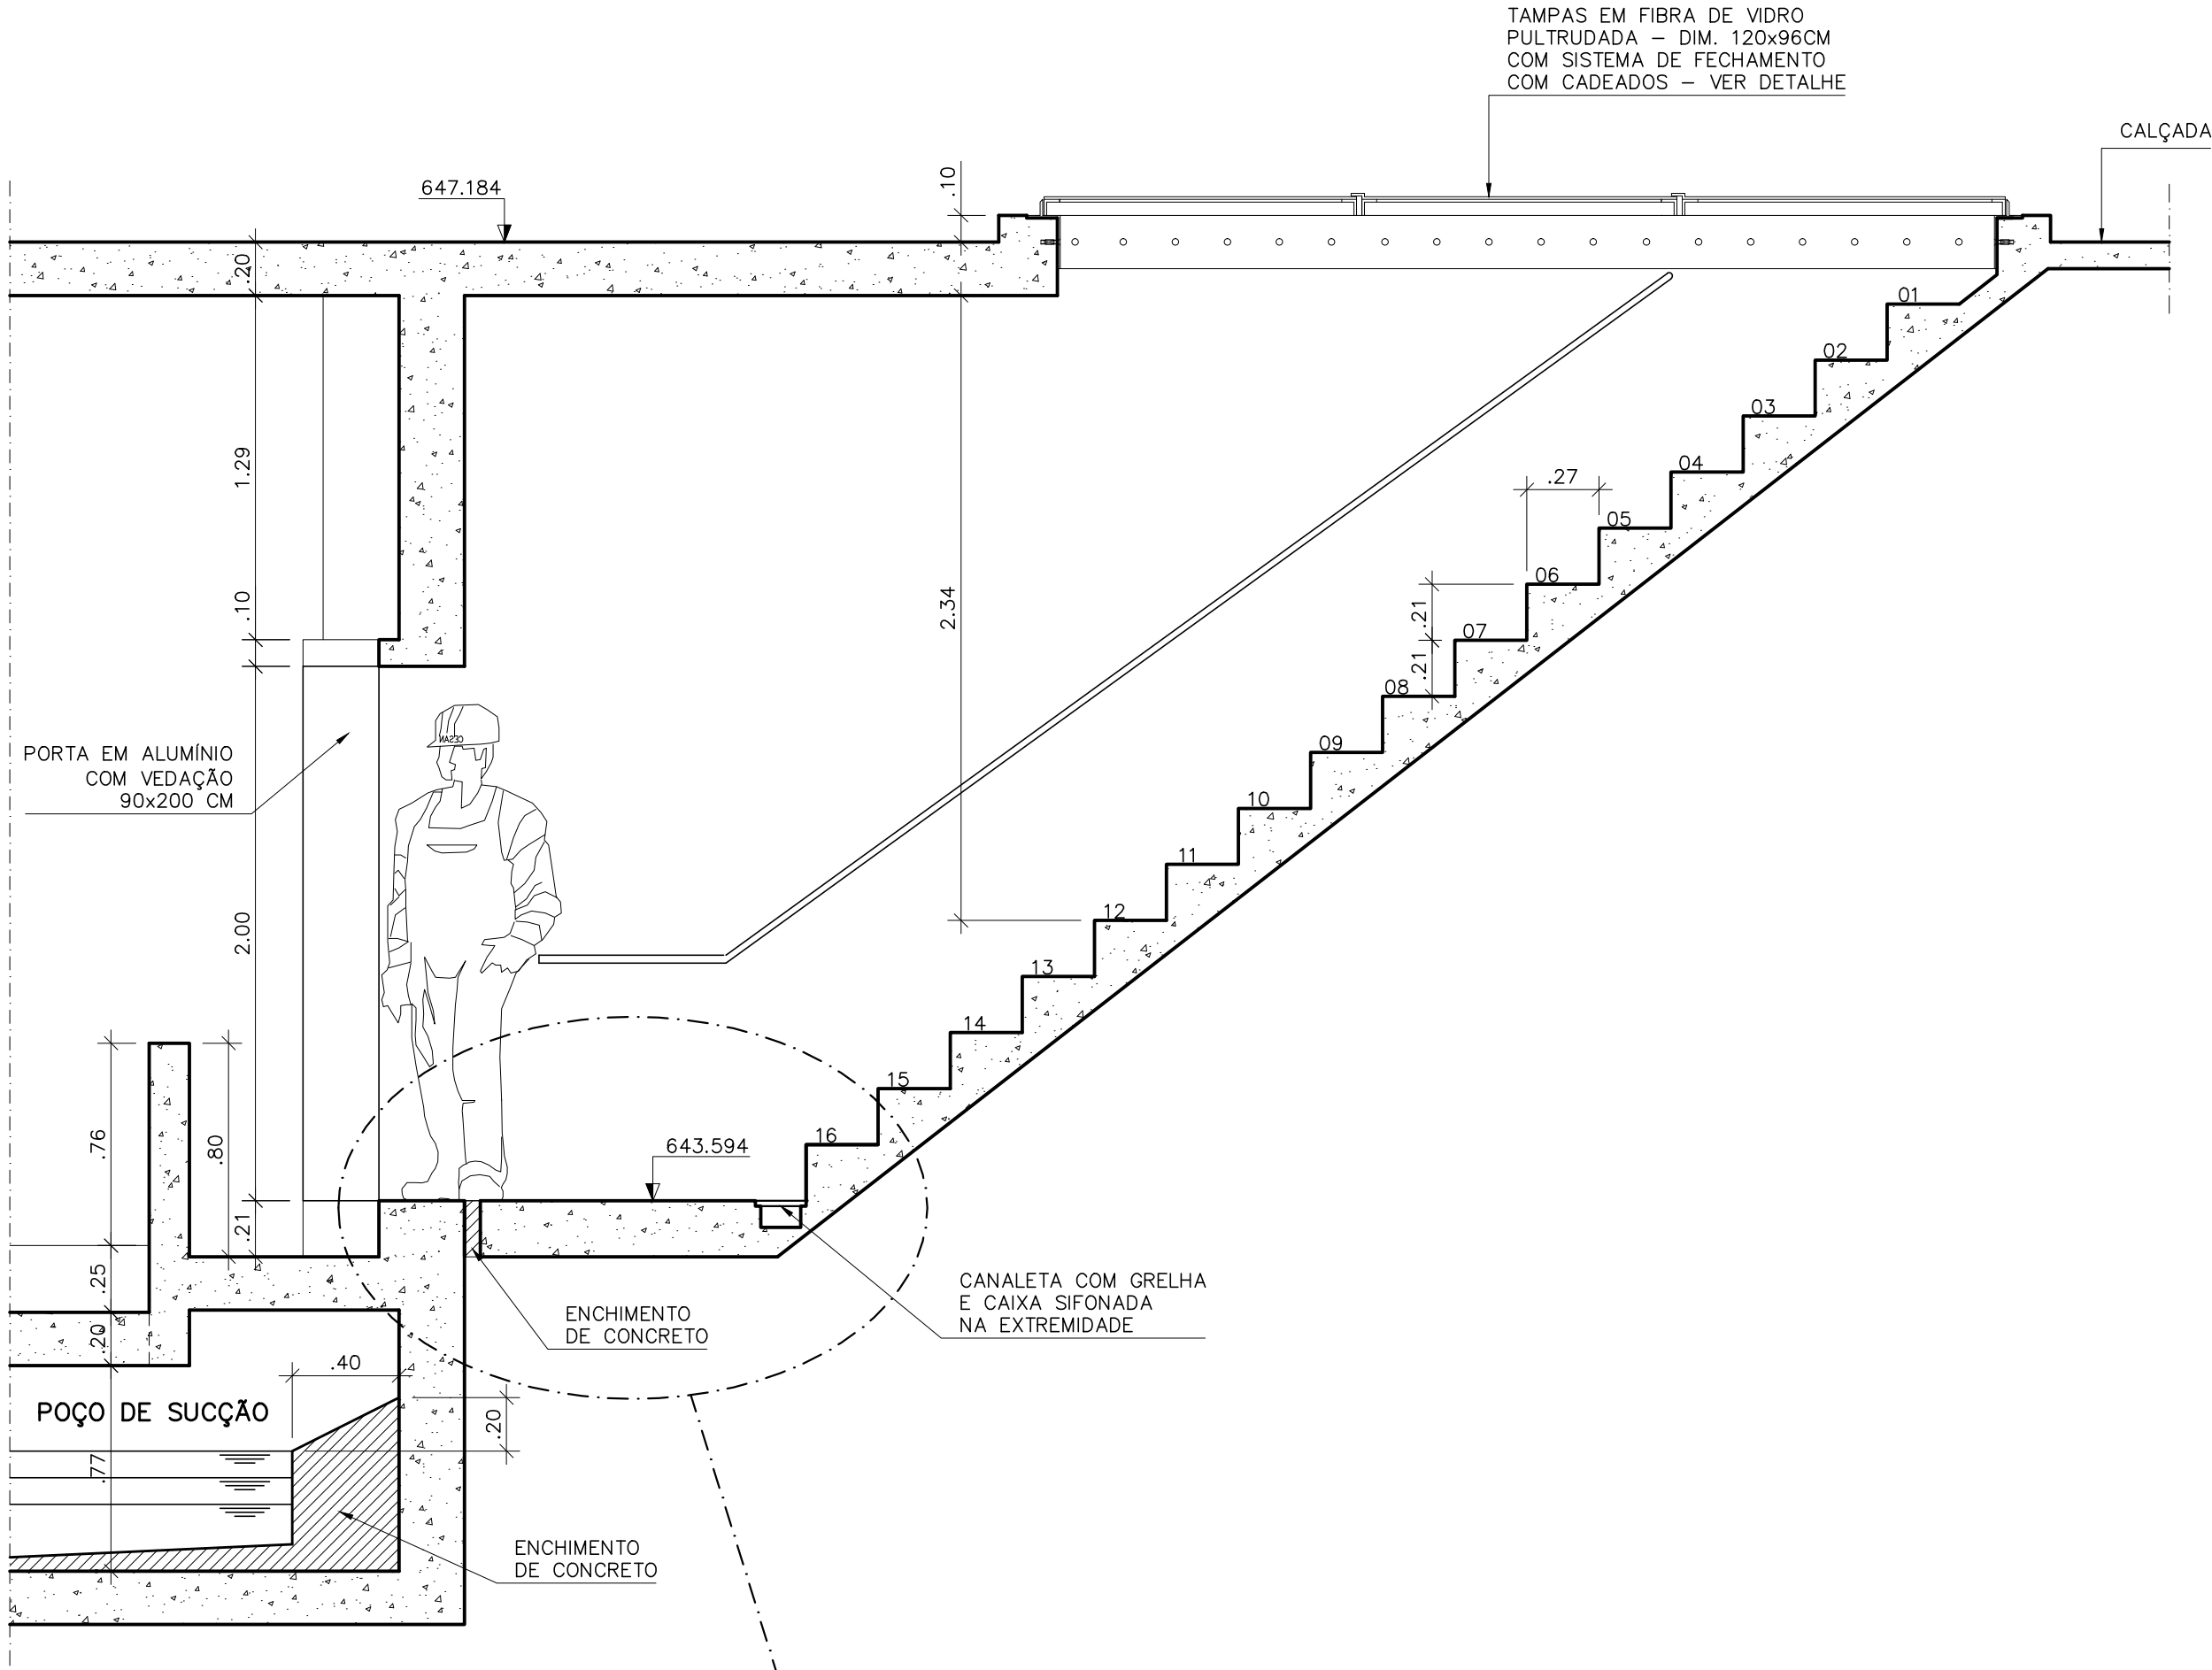 TAMPAS EM FIBRA DE VIDRO
PULTRUDADA – DIM. 120x96CM
COM SISTEMA DE FECHAMENTO
COM CADEADOS – VER DETALHE
CALÇADA
647.184
.10
.20
01
02
03
04
.27
05
1.29
06
.10
2.34
.21
07
.21
08
CESAN
PORTA EM ALUMÍNIO
COM VEDAÇÃO
90x200 CM
09
10
11
12
2.00
13
14
15
.76
.80
16
643.594
.21
.25
CANALETA COM GRELHA
E CAIXA SIFONADA
NA EXTREMIDADE
ENCHIMENTO
DE CONCRETO
.20
.40
POÇO DE SUCÇÃO
.20
.77
ENCHIMENTO
DE CONCRETO